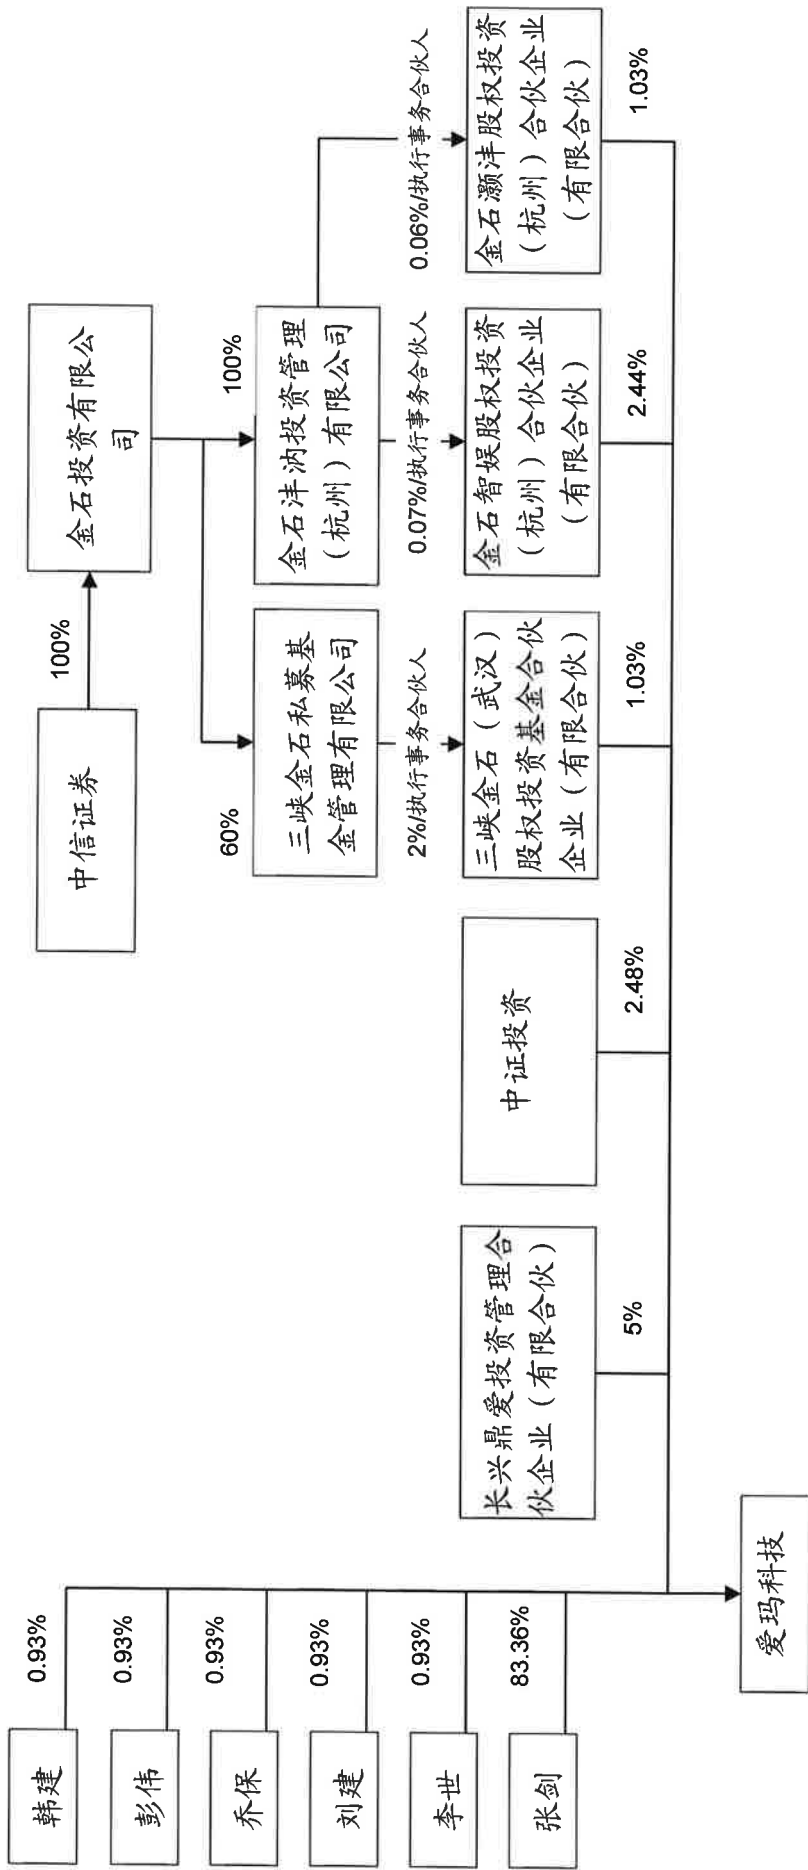 中信证券
100%
金石投资有限公
司
60%
100%
三峡金石私募基
金管理有限公司
金石沣汭投资管理
（杭州）有限公司
2%/执行事务合伙人
0.07%/执行事务合伙人
0.06%/执行事务合伙人
长兴鼎爱投资管理合
伙企业（有限合伙）
中证投资
三峡金石（武汉）
股权投资基金合伙
企业（有限合伙）
金石智娱股权投资
（杭州）合伙企业
（有限合伙）
金石灏沣股权投资
（杭州）合伙企业
（有限合伙）
5%
2.48%
1.03%
2.44%
1.03%
韩建
0.93%
彭伟
0.93%
乔保
0.93%
刘建
0.93%
李世
0.93%
张剑
83.36%
爱玛科技